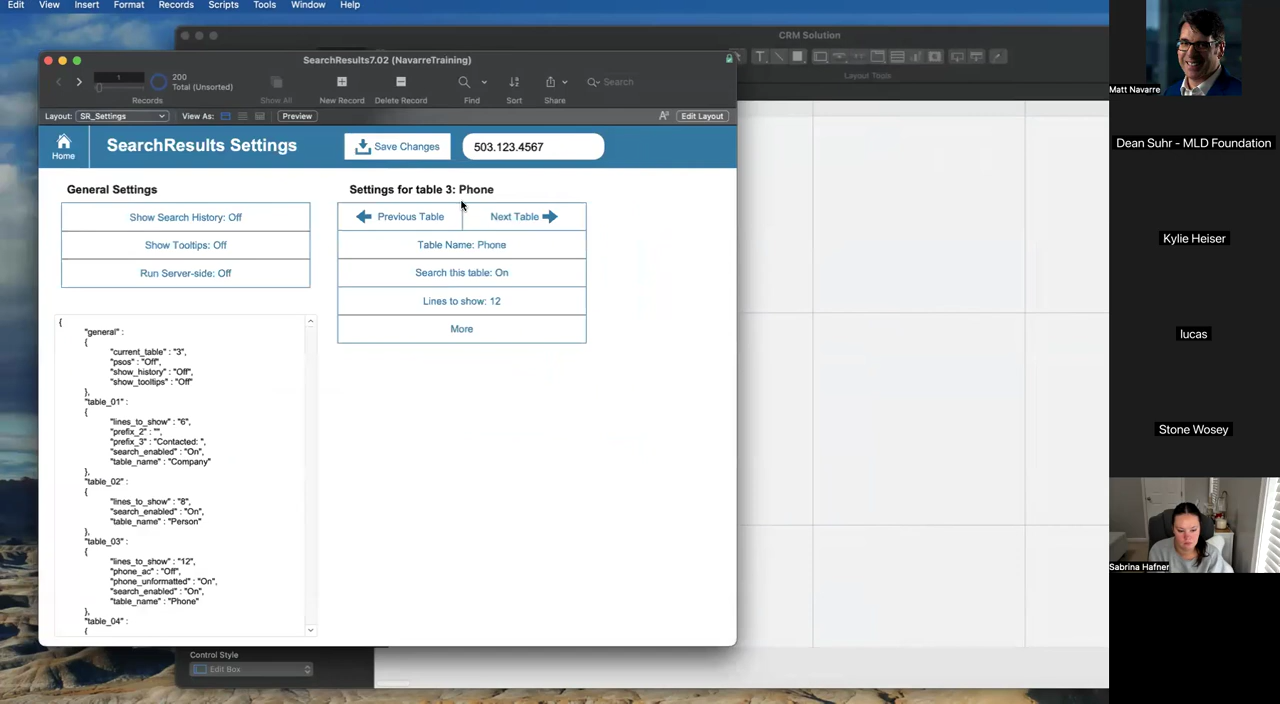 Edit View Insert Format Records Scripts Tools Window Help
CRM Solution
Layout Tools
SearchResults7.02 (NavarreTraining)
1
200
Total (Unsorted)
Search
Records Show All New Record Delete Record Find Sort Share
Layout: SR_Settings View As: Preview Edit Layout
Home
SearchResults Settings
Save Changes
503.123.4567
General Settings
Show Search History: Off
Show Tooltips: Off
Run Server-side: Off
Settings for table 3: Phone
Previous Table Next Table
Table Name: Phone
Search this table: On
Lines to show: 12
More
{
"general" :
{
"current_table" : "3",
"psos" : "Off",
"show_history" : "Off",
"show_tooltips" : "Off"
},
"table_01" :
{
"lines_to_show" : "6",
"prefix_2" : "",
"prefix_3" : "Contacted: ",
"search_enabled" : "On",
"table_name" : "Company"
},
"table_02" :
{
"lines_to_show" : "8",
"search_enabled" : "On",
"table_name" : "Person"
},
"table_03" :
{
"lines_to_show" : "12",
"phone_ac" : "Off",
"phone_unformatted" : "On",
"search_enabled" : "On",
"table_name" : "Phone"
},
"table_04" :
{
Control Style
Edit Box
Matt Navarre
Dean Suhr - MLD Foundation
Kylie Heiser
lucas
Stone Wosey
Sabrina Hafner